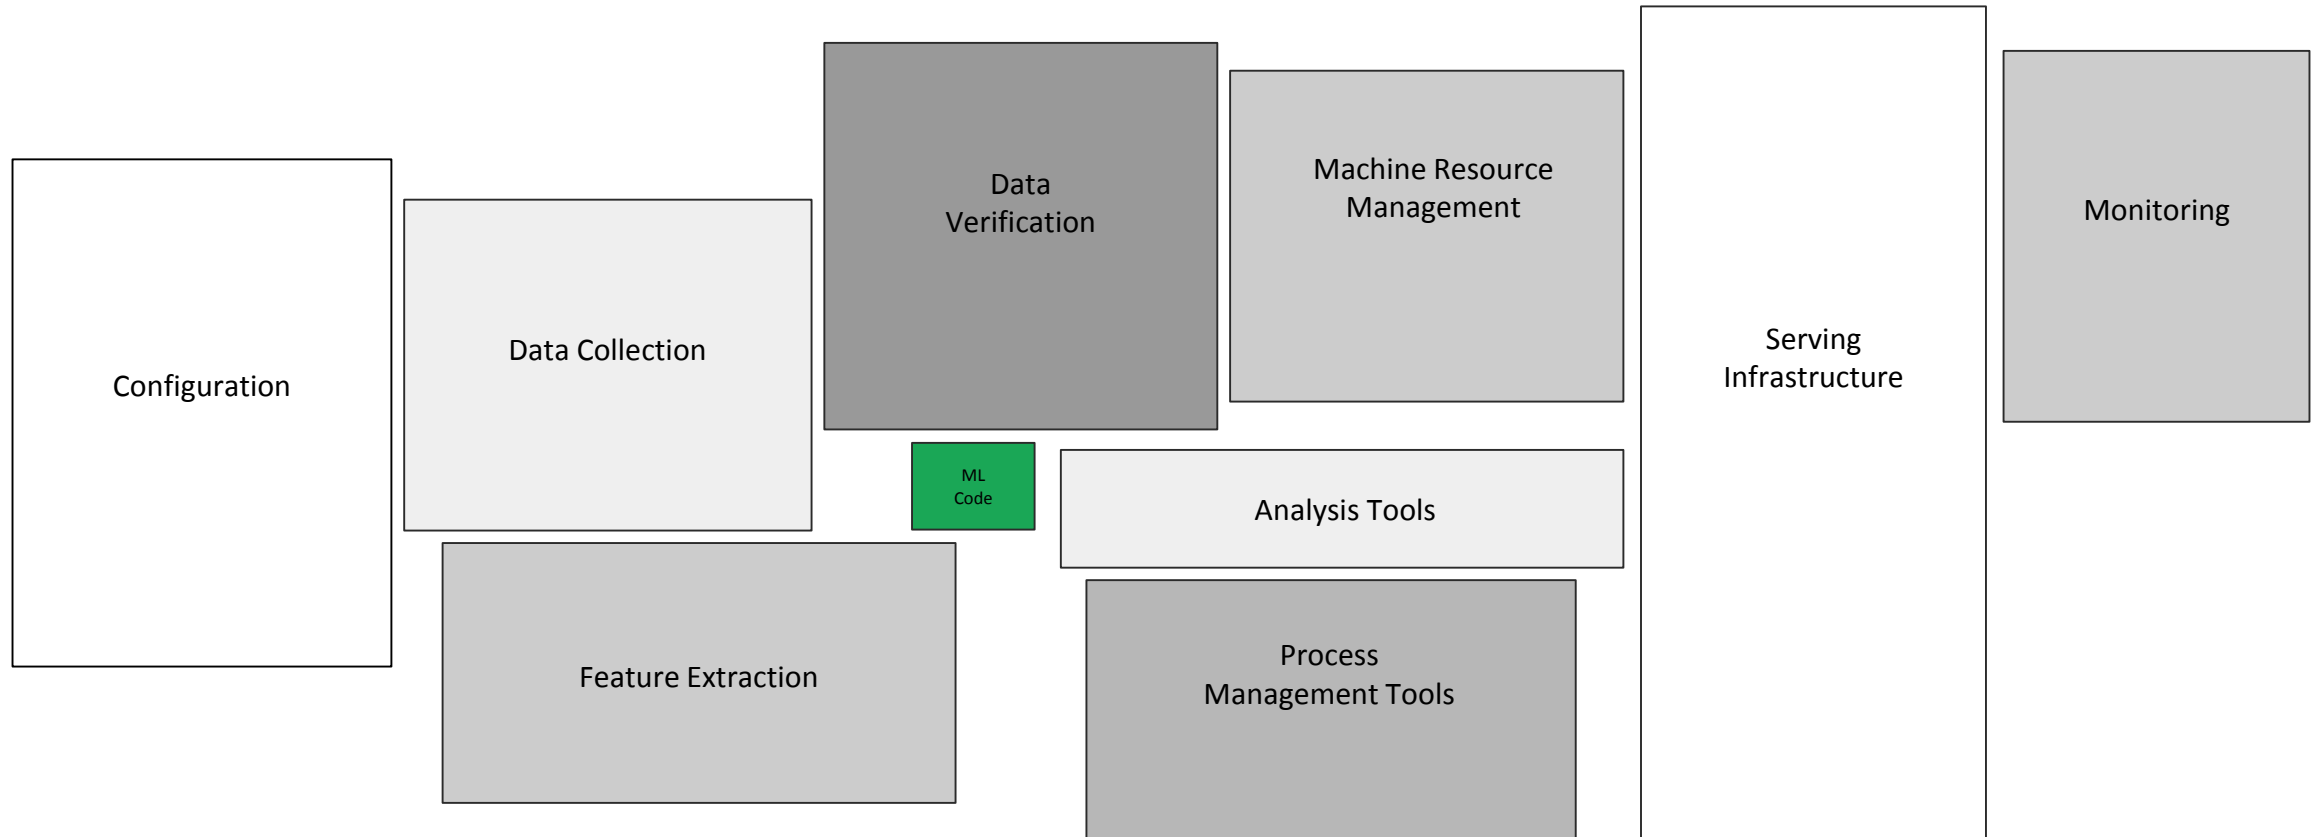 Configuration
Data Collection
Feature Extraction
Data
Verification
ML
Code
Machine Resource
Management
Analysis Tools
Process
Management Tools
Serving
Infrastructure
Monitoring